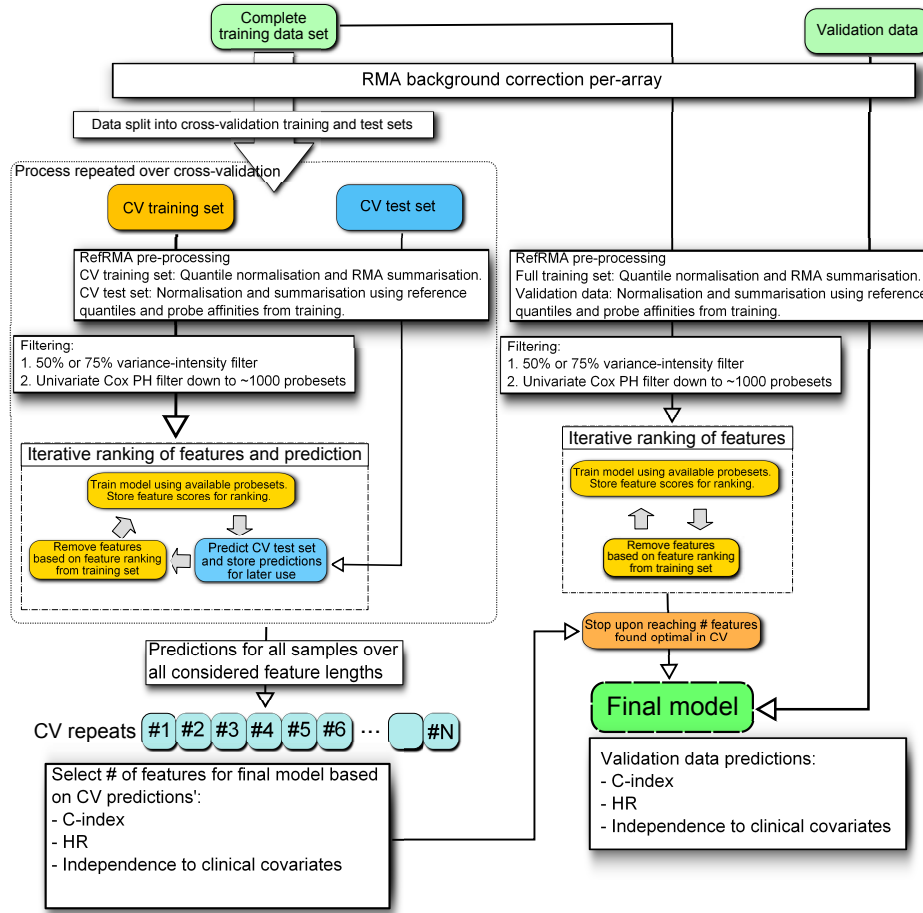 Complete
training data set
Validation data
RMA background correction per-array
Data split into cross-validation training and test sets
Process repeated over cross-validation
CV training set
CV test set
RefRMA pre-processing
CV training set: Quantile normalisation and RMA summarisation.
CV test set: Normalisation and summarisation using reference
quantiles and probe affinities from training.
Filtering:
1. 50% or 75% variance-intensity filter
2. Univariate Cox PH filter down to ~1000 probesets
Iterative ranking of features and prediction
Train model using available probesets.
Store feature scores for ranking.
Remove features
based on feature ranking
from training set
Predict CV test set
and store predictions
for later use
Predictions for all samples over
all considered feature lengths
CV repeats #1 #2 #3 #4 #5 #6 ... #N
Select # of features for final model based
on CV predictions':
- C-index
- HR
- Independence to clinical covariates
RefRMA pre-processing
Full training set: Quantile normalisation and RMA summarisation.
Validation data: Normalisation and summarisation using reference
quantiles and probe affinities from training.
Filtering:
1. 50% or 75% variance-intensity filter
2. Univariate Cox PH filter down to ~1000 probesets
Iterative ranking of features
Train model using available probesets.
Store feature scores for ranking.
Remove features
based on feature ranking
from training set
Stop upon reaching # features
found optimal in CV
Final model
Validation data predictions:
- C-index
- HR
- Independence to clinical covariates